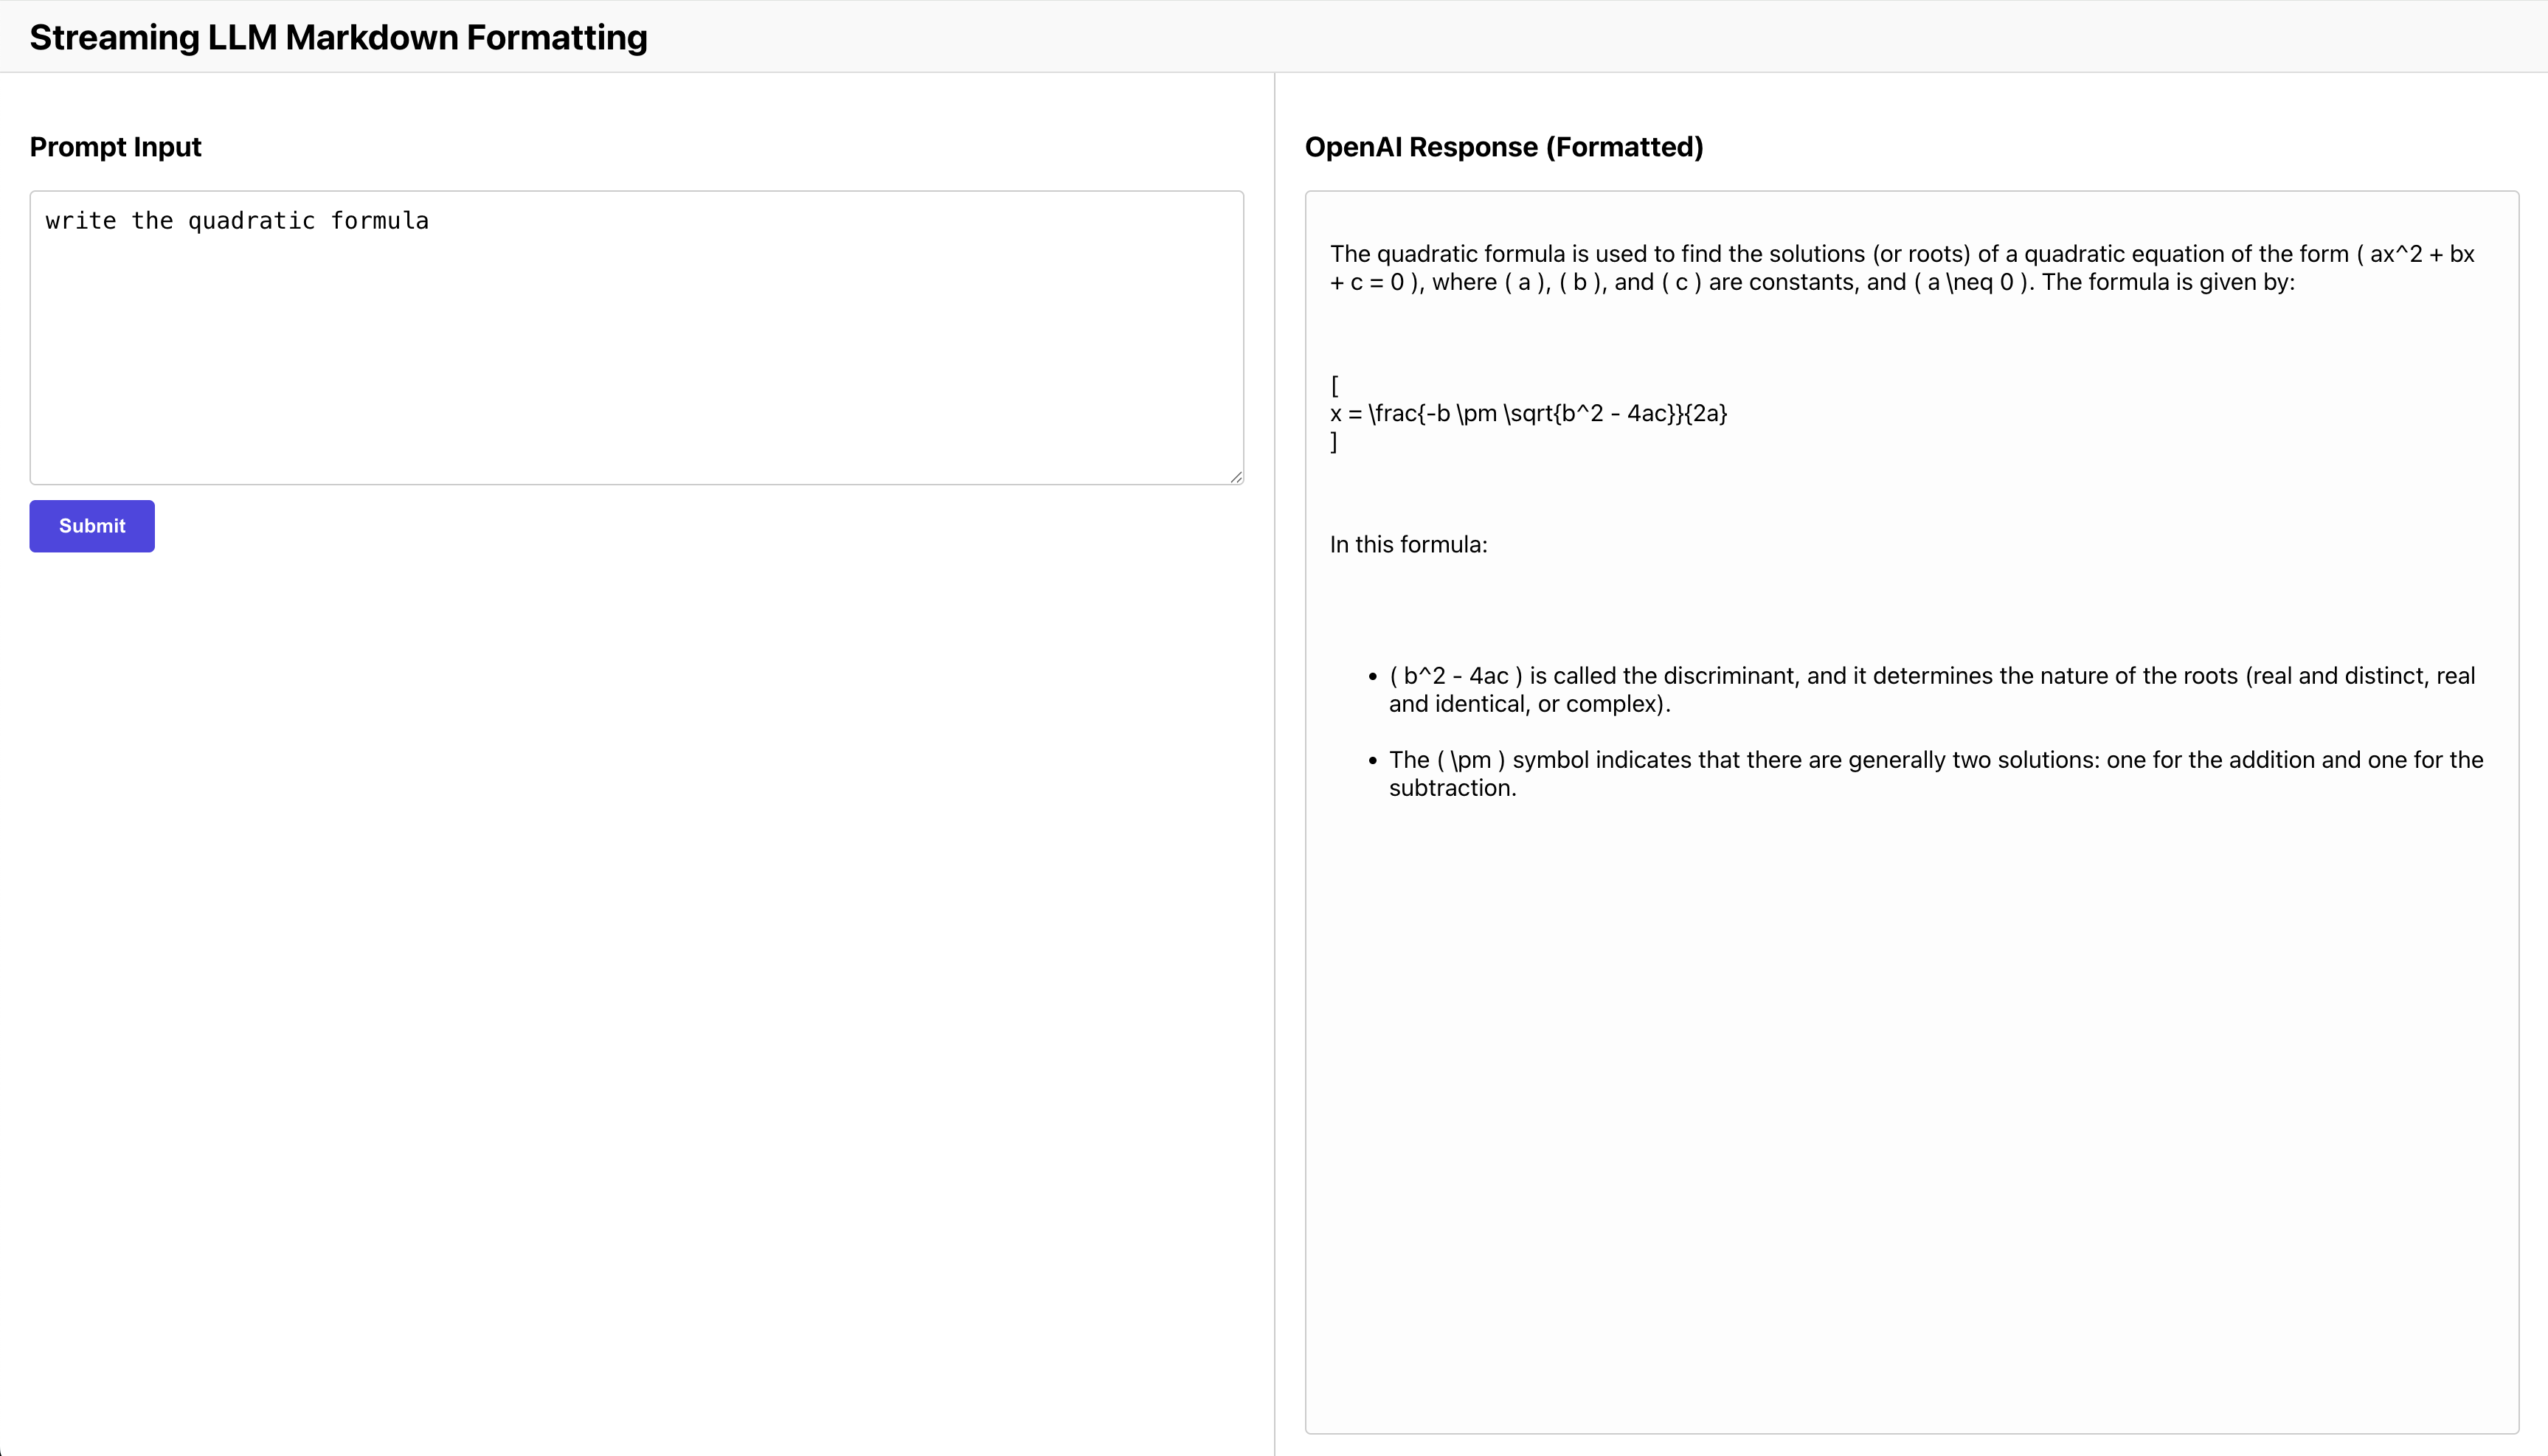 Streaming LLM Markdown Formatting
Prompt Input
write the quadratic formula
Submit
OpenAI Response (Formatted)
The quadratic formula is used to find the solutions (or roots) of a quadratic equation of the form ( ax^2 + bx
+ c = 0 ), where ( a ), ( b ), and ( c ) are constants, and ( a \neq 0 ). The formula is given by:
[
x = \frac{-b \pm \sqrt{b^2 - 4ac}}{2a}
]
In this formula:
• ( b^2 - 4ac ) is called the discriminant, and it determines the nature of the roots (real and distinct, real
and identical, or complex).
• The ( \pm ) symbol indicates that there are generally two solutions: one for the addition and one for the
subtraction.